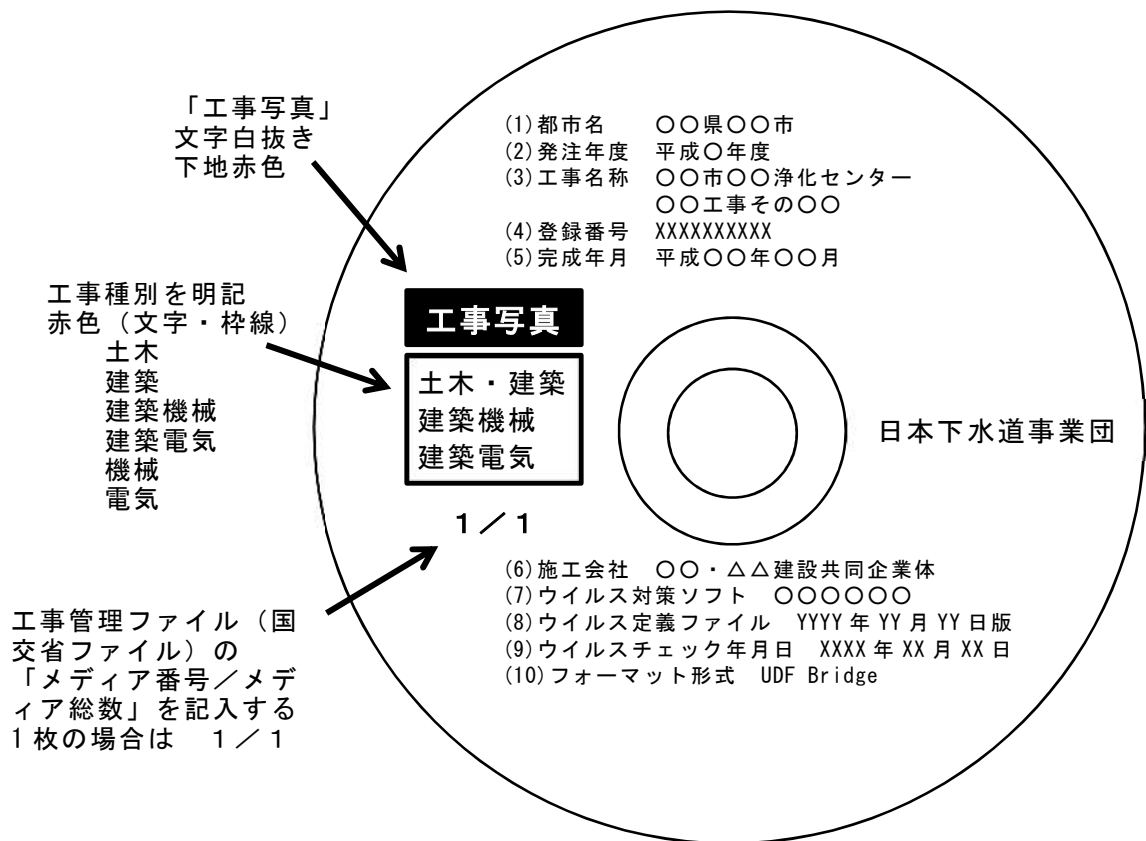 「工事写真」
文字白抜き
下地赤色
(1)都市名　〇〇県〇〇市
(2)発注年度　平成〇年度
(3)工事名称　〇〇市〇〇浄化センター
〇〇工事その〇〇
(4)登録番号　XXXXXXXXXX
(5)完成年月　平成〇〇年〇〇月
工事種別を明記
赤色（文字・枠線）
土木
建築
建築機械
建築電気
機械
電気
工事写真
土木・建築
建築機械
建築電気
1／1
日本下水道事業団
工事管理ファイル（国
交省ファイル）の
「メディア番号／メデ
ィア総数」を記入する
1枚の場合は　1／1
(6)施工会社　〇〇・△△建設共同企業体
(7)ウイルス対策ソフト　〇〇〇〇〇〇
(8)ウイルス定義ファイル　YYYY年YY月YY日版
(9)ウイルスチェック年月日　XXXX年XX月XX日
(10)フォーマット形式　UDF Bridge